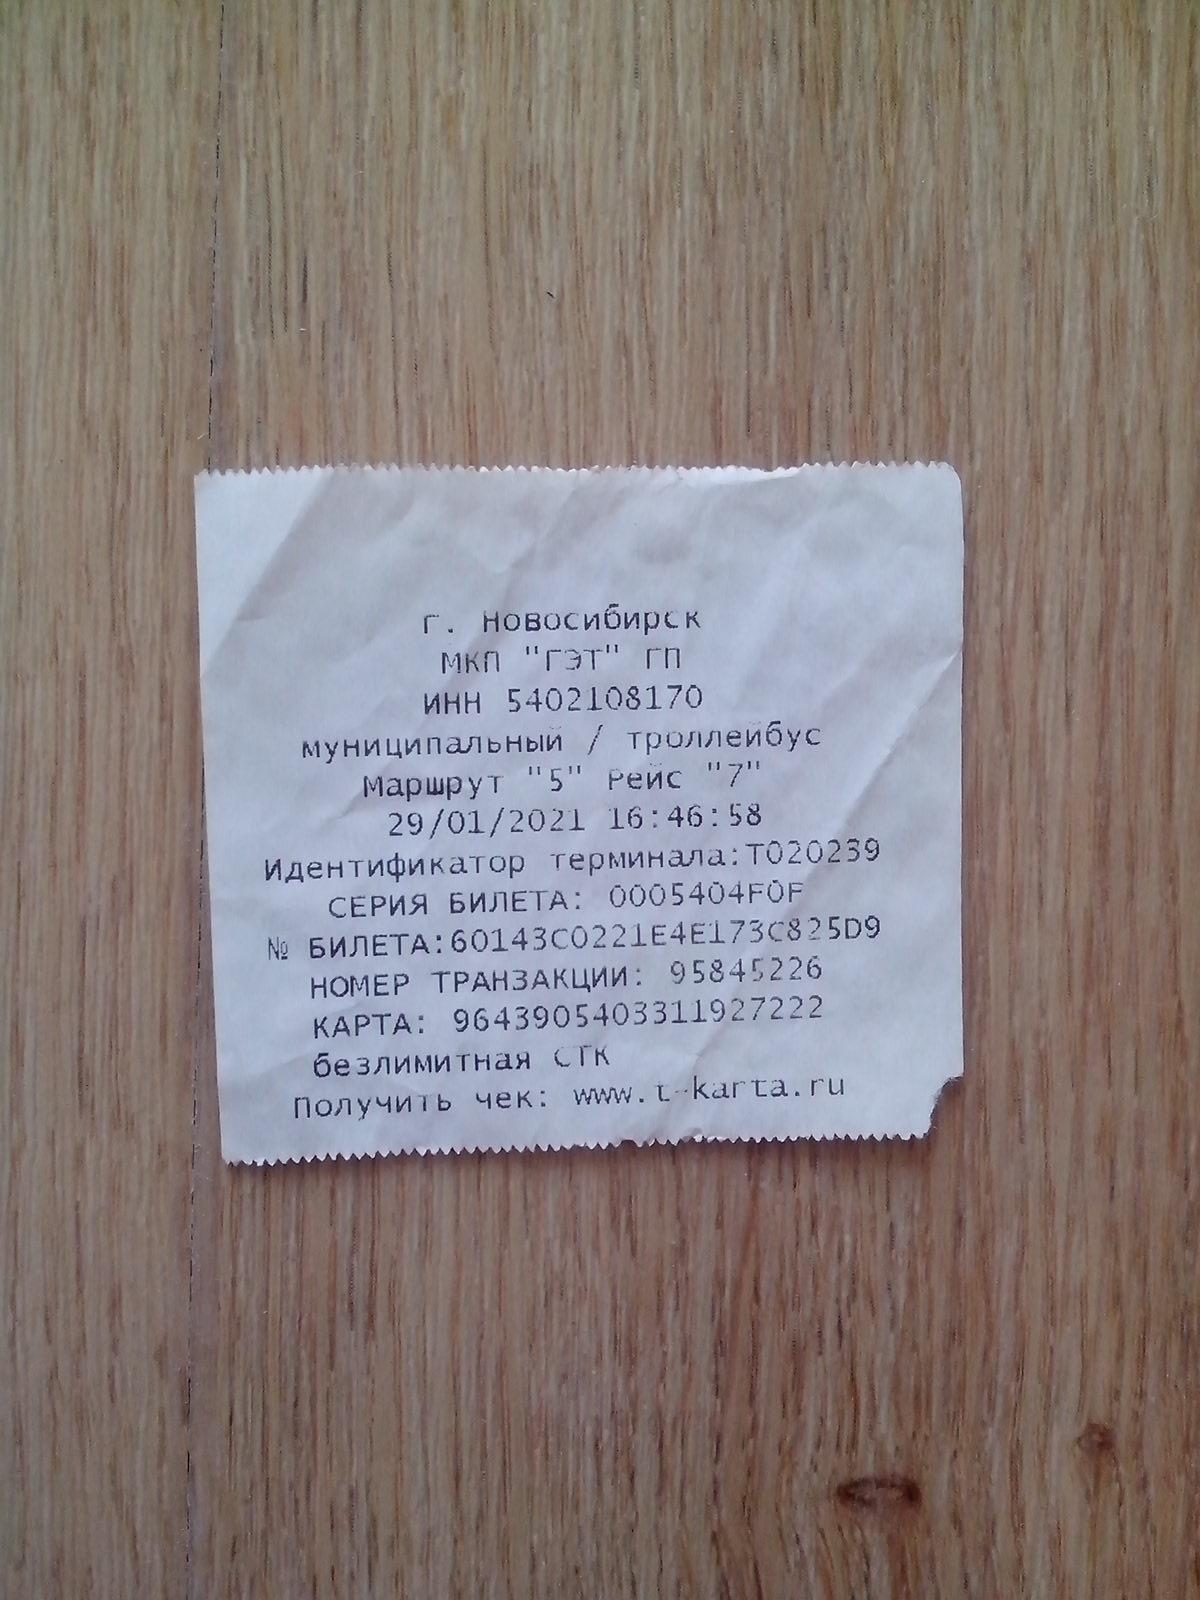 г. Новосибирск
МКП "ГЭТ" ГП
ИНН 5402108170
муниципальный / троллейбус
Маршрут "5" Рейс "7"
29/01/2021 16:46:58
Идентификатор терминала:T020239
СЕРИЯ БИЛЕТА: 0005404F0F
№ БИЛЕТА:60143C0221E4E173C825D9
НОМЕР ТРАНЗАКЦИИ: 95845226
КАРТА: 9643905403311927222
безлимитная СТК
Получить чек: www.t-karta.ru